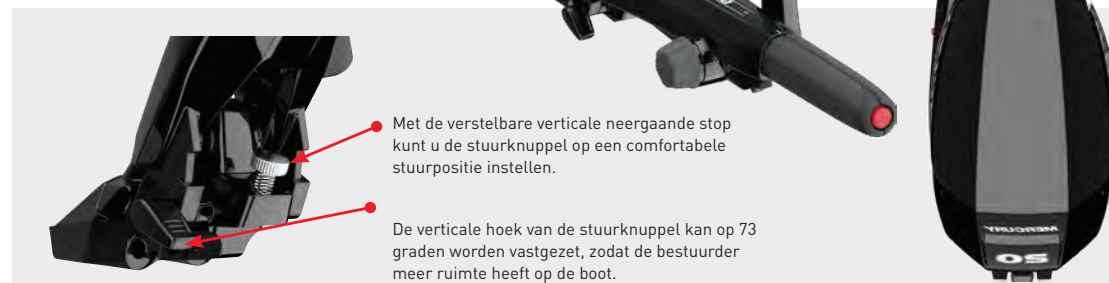 Met de verstelbare verticale neergaande stop
kunt u de stuurknuppel op een comfortabele
stuurpositie instellen.
De verticale hoek van de stuurknuppel kan op 73
graden worden vastgezet, zodat de bestuurder
meer ruimte heeft op de boot.
MERCURY
20